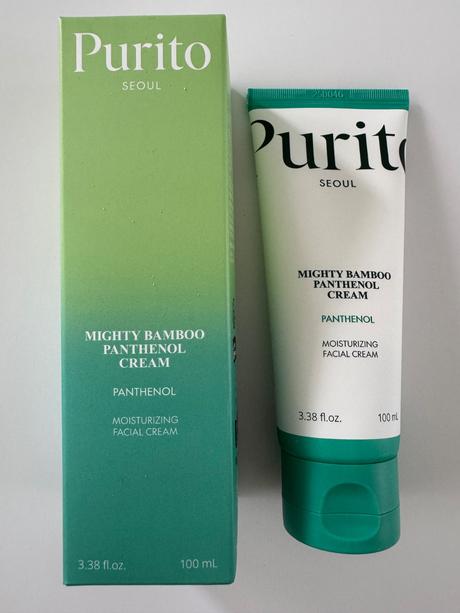 Purito
SEOUL
MIGHTY BAMBOO
PANTHENOL
CREAM
PANTHENOL
MOISTURIZING
FACIAL CREAM
3.38 fl.oz. 100 mL
Purito
SEOUL
MIGHTY BAMBOO
PANTHENOL
CREAM
PANTHENOL
MOISTURIZING
FACIAL CREAM
3.38 fl.oz. 100 mL